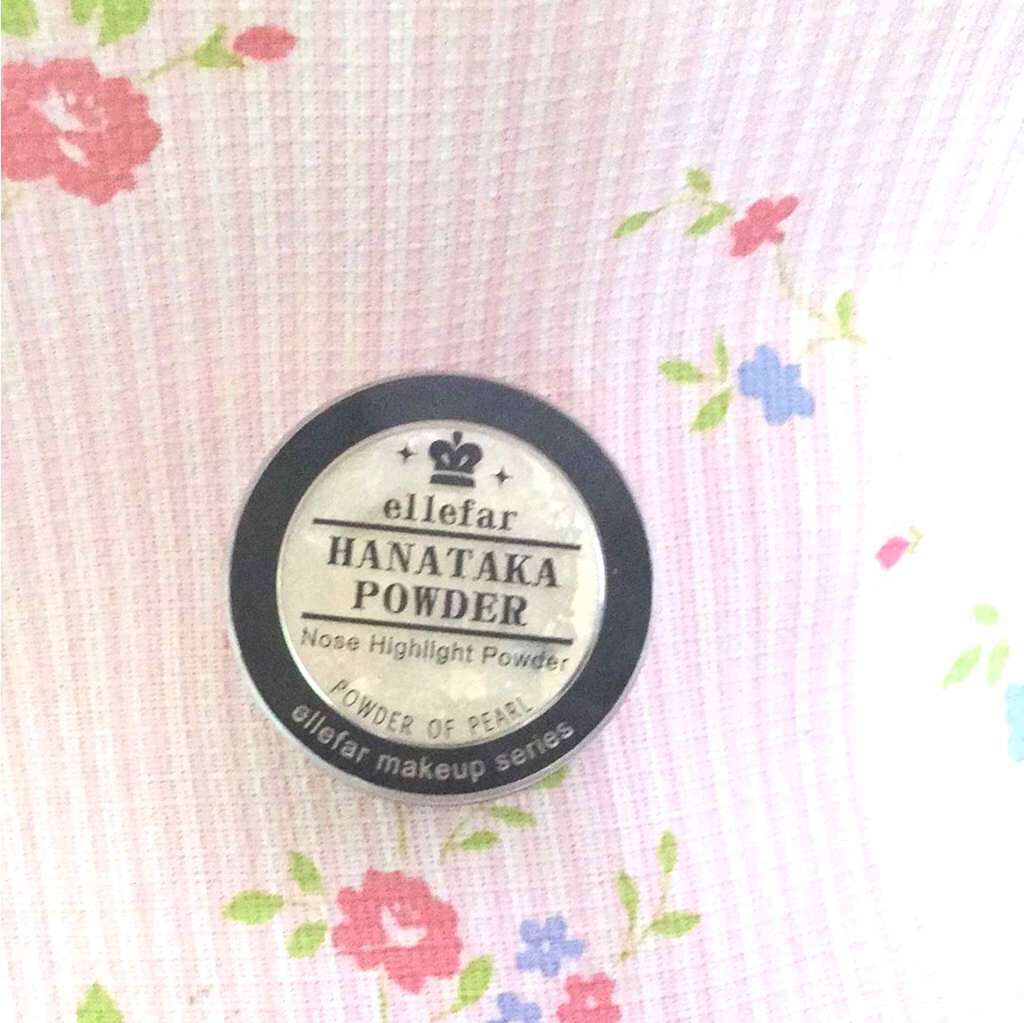 ellefar
HANATAKA
POWDER
Nose Highlight Powder
POWDER OF PEARL
ellefar makeup series